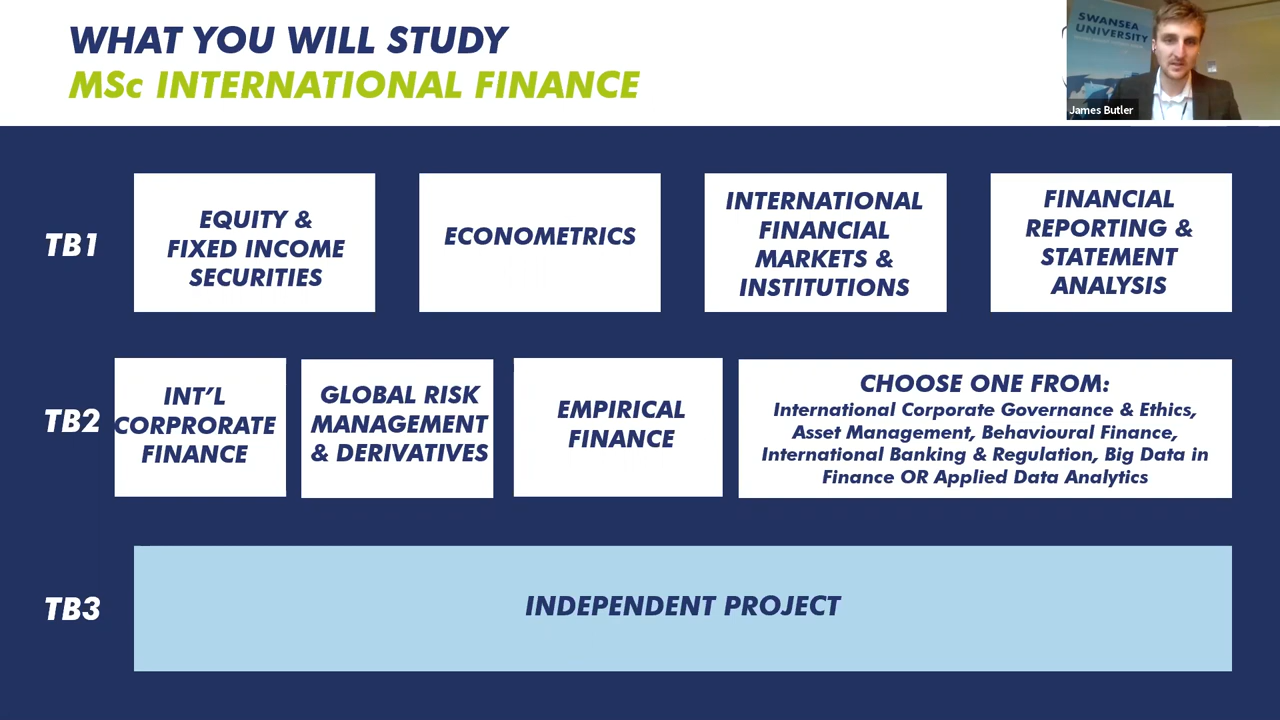 WHAT YOU WILL STUDY
MSc INTERNATIONAL FINANCE
SWANSEA
UNIVERSITY
James Butler
TB1
EQUITY &
FIXED INCOME
SECURITIES
ECONOMETRICS
INTERNATIONAL
FINANCIAL
MARKETS &
INSTITUTIONS
FINANCIAL
REPORTING &
STATEMENT
ANALYSIS
TB2
INT'L
CORPRORATE
FINANCE
GLOBAL RISK
MANAGEMENT
& DERIVATIVES
EMPIRICAL
FINANCE
CHOOSE ONE FROM:
International Corporate Governance & Ethics,
Asset Management, Behavioural Finance,
International Banking & Regulation, Big Data in
Finance OR Applied Data Analytics
TB3
INDEPENDENT PROJECT